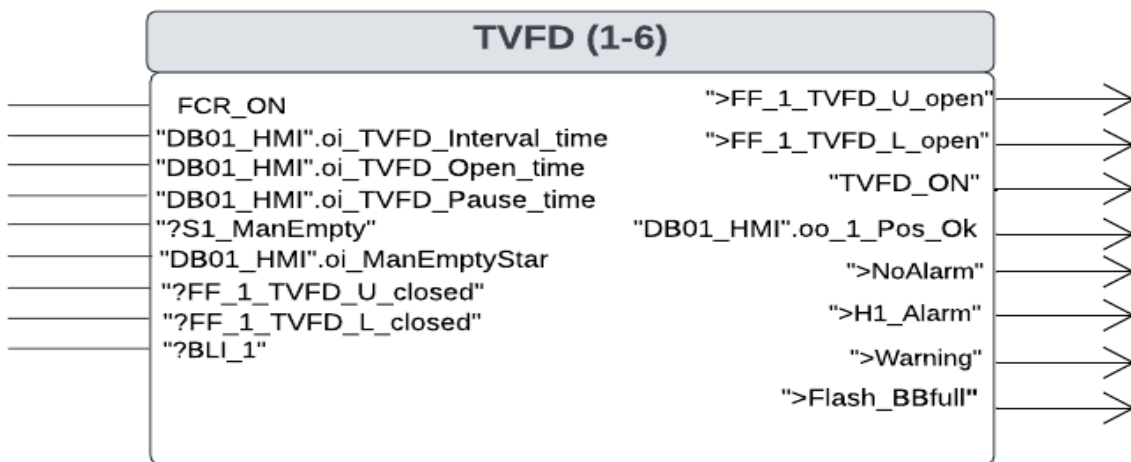 TVFD (1-6)
FCR_ON
"DB01_HMI".oi_TVFD_Interval_time
"DB01_HMI".oi_TVFD_Open_time
"DB01_HMI".oi_TVFD_Pause_time
"?S1_ManEmpty"
"DB01_HMI".oi_ManEmptyStar
"?FF_1_TVFD_U_closed"
"?FF_1_TVFD_L_closed"
"?BLI_1"
">FF_1_TVFD_U_open"
">FF_1_TVFD_L_open"
"TVFD_ON"
"DB01_HMI".oo_1_Pos_Ok
">NoAlarm"
">H1_Alarm"
">Warning"
">Flash_BBfull"